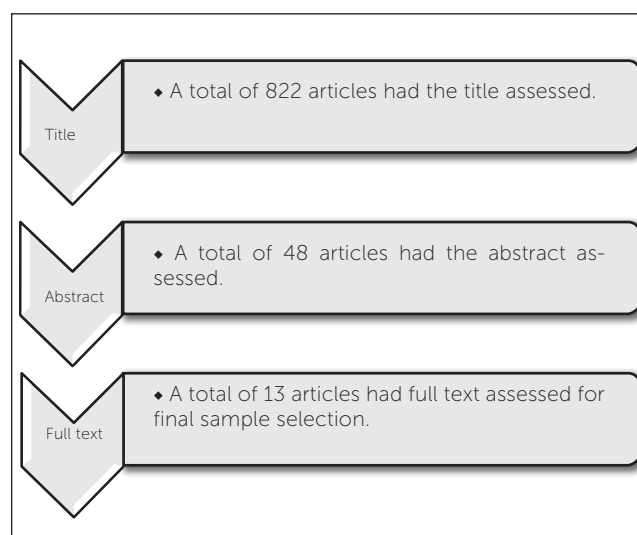 Title
◆ A total of 822 articles had the title assessed.
Abstract
◆ A total of 48 articles had the abstract as-
sessed.
Full text
◆ A total of 13 articles had full text assessed for
final sample selection.